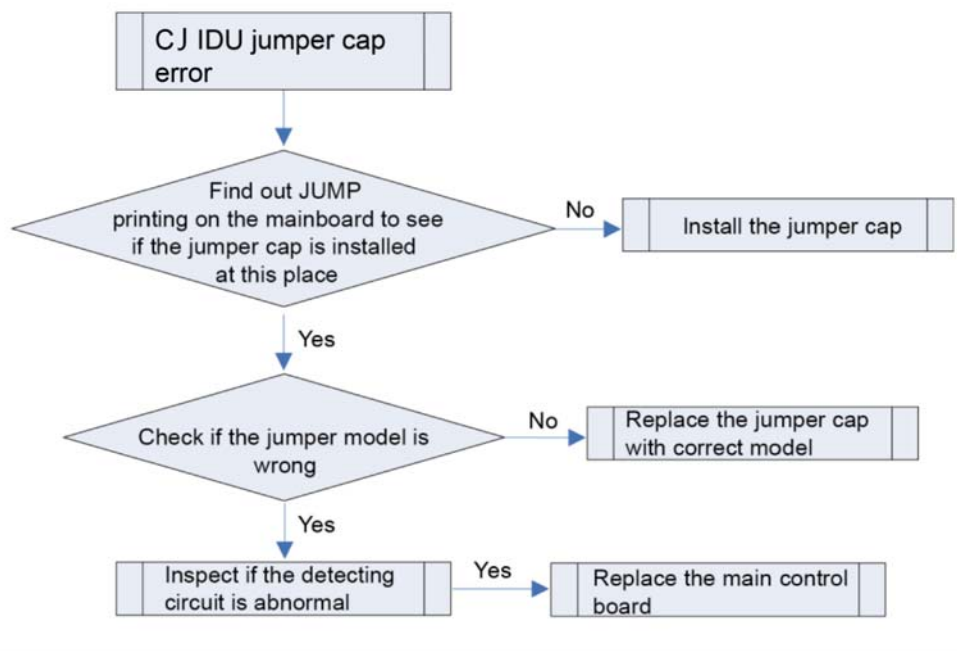 CJ IDU jumper cap
error
Find out JUMP
printing on the mainboard to see
if the jumper cap is installed
at this place
No
Install the jumper cap
Yes
Check if the jumper model is
wrong
No
Replace the jumper cap
with correct model
Yes
Inspect if the detecting
circuit is abnormal
Yes
Replace the main control
board